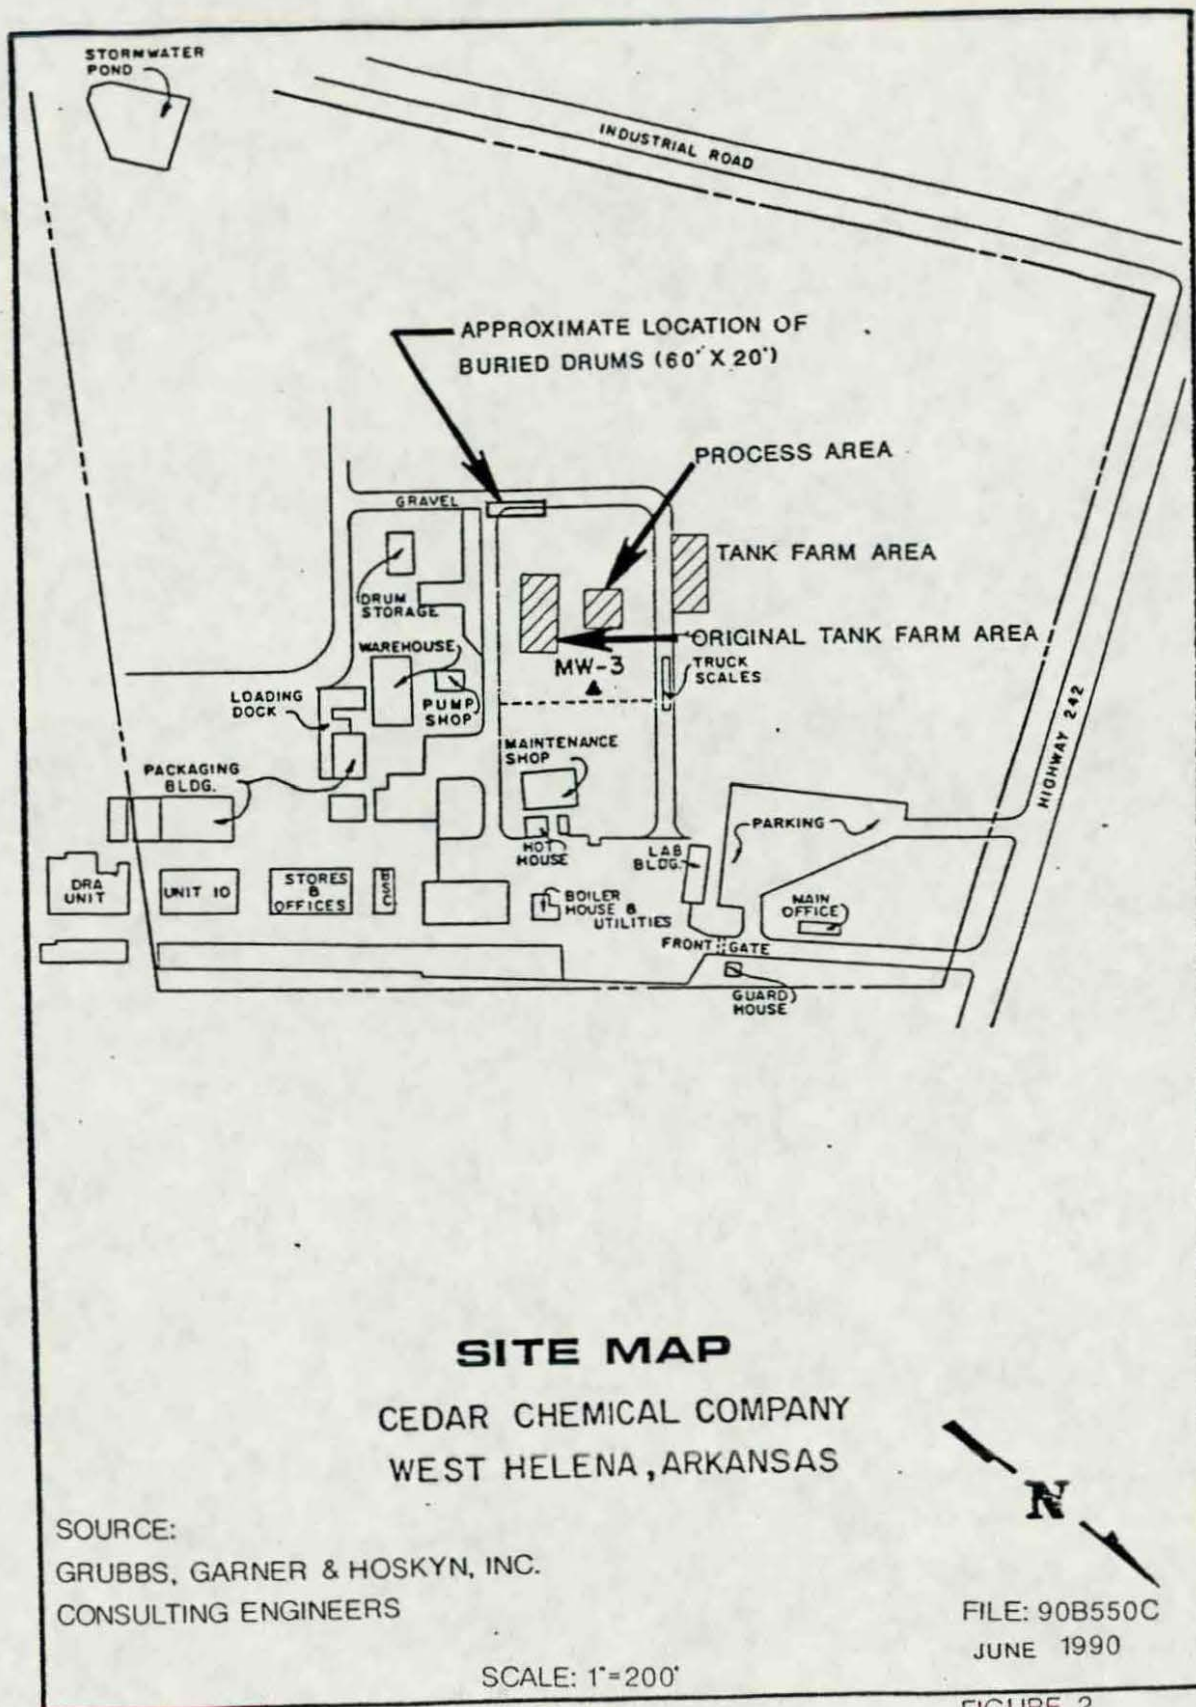 STORMWATER
POND
INDUSTRIAL ROAD
APPROXIMATE LOCATION OF
BURIED DRUMS (60' X 20')
PROCESS AREA
GRAVEL
TANK FARM AREA
DRUM
STORAGE
ORIGINAL TANK FARM AREA
WAREHOUSE
MW-3
TRUCK
SCALES
LOADING
DOCK
PUMP
SHOP
HIGHWAY 242
MAINTENANCE
SHOP
PACKAGING
BLDG.
PARKING
HOT
HOUSE
LAB
BLDG.
DRA
UNIT
UNIT 10
STORES
&
OFFICES
BSC
BOILER
HOUSE &
UTILITIES
MAIN
OFFICE
FRONT GATE
GUARD
HOUSE
SITE MAP
CEDAR CHEMICAL COMPANY
WEST HELENA, ARKANSAS
N
SOURCE:
GRUBBS, GARNER & HOSKYN, INC.
CONSULTING ENGINEERS
FILE: 90B550C
JUNE 1990
SCALE: 1"=200'
FIGURE 2